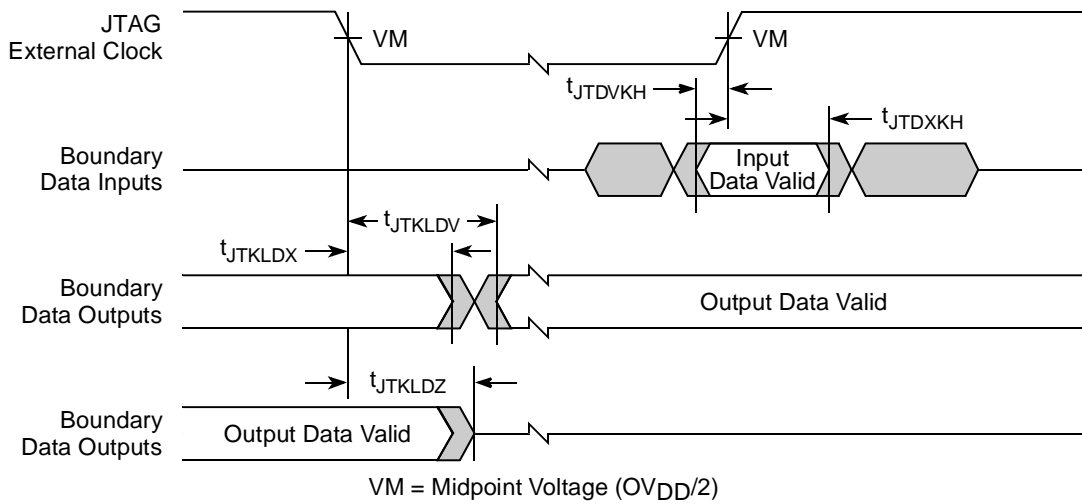 JTAG
External Clock
VM
VM
tJTDVKH
tJTDXKH
Boundary
Data Inputs
Input
Data Valid
tJTKLDV
tJTKLDX
Boundary
Data Outputs
Output Data Valid
tJTKLDZ
Boundary
Data Outputs
Output Data Valid
VM = Midpoint Voltage (OVDD/2)